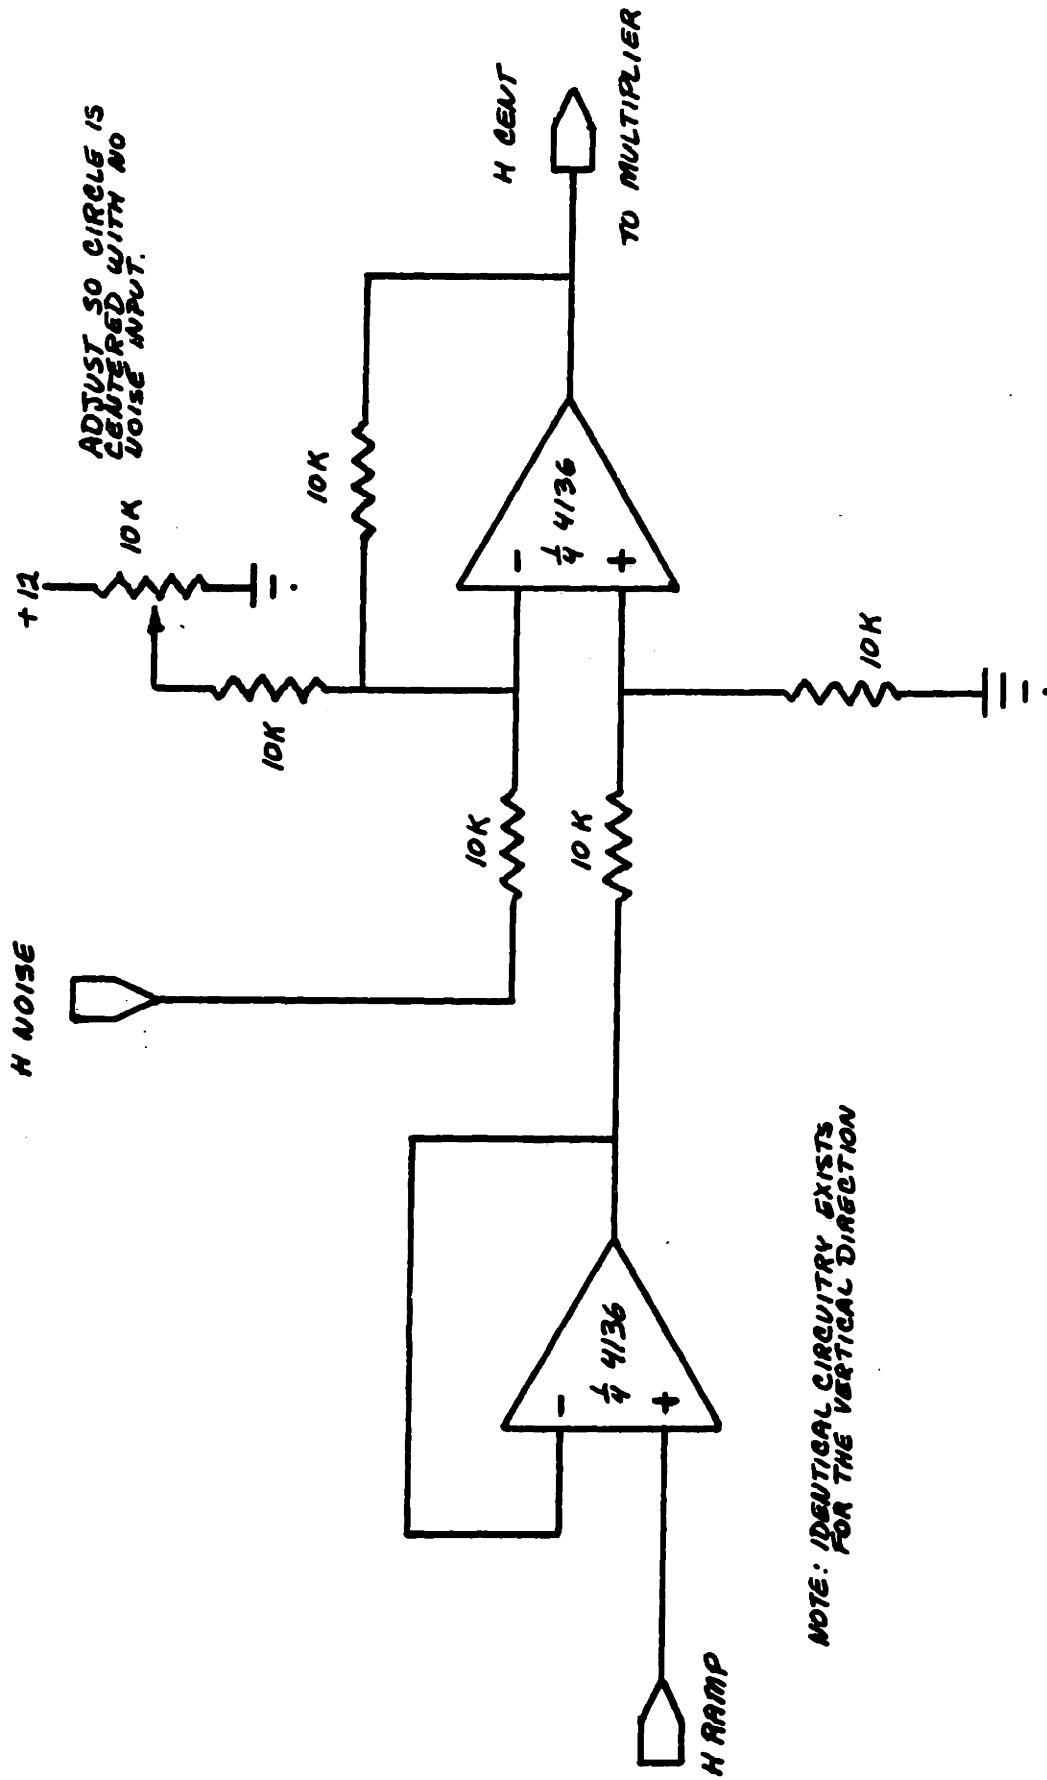 +12
10K
ADJUST SO CIRCLE IS
CENTERED WITH NO
NOISE INPUT.
H NOISE
10K
10K
10K
H CENT
-
1/4 4136
+
TO MULTIPLIER
10K
10K
-
1/4 4136
+
H RAMP
NOTE: IDENTICAL CIRCUITRY EXISTS
FOR THE VERTICAL DIRECTION